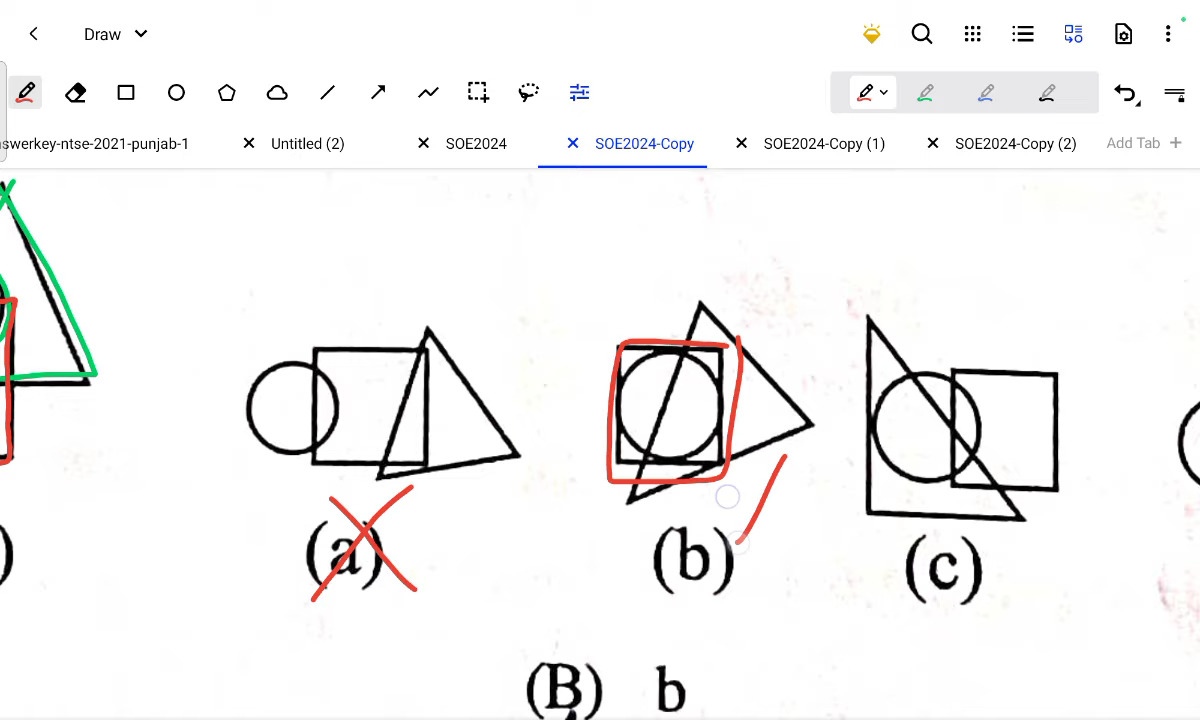 Draw
swerkey-ntse-2021-punjab-1 Untitled (2) SOE2024 SOE2024-Copy SOE2024-Copy (1) SOE2024-Copy (2) Add Tab +
) (a) (b) (c)
(B) b